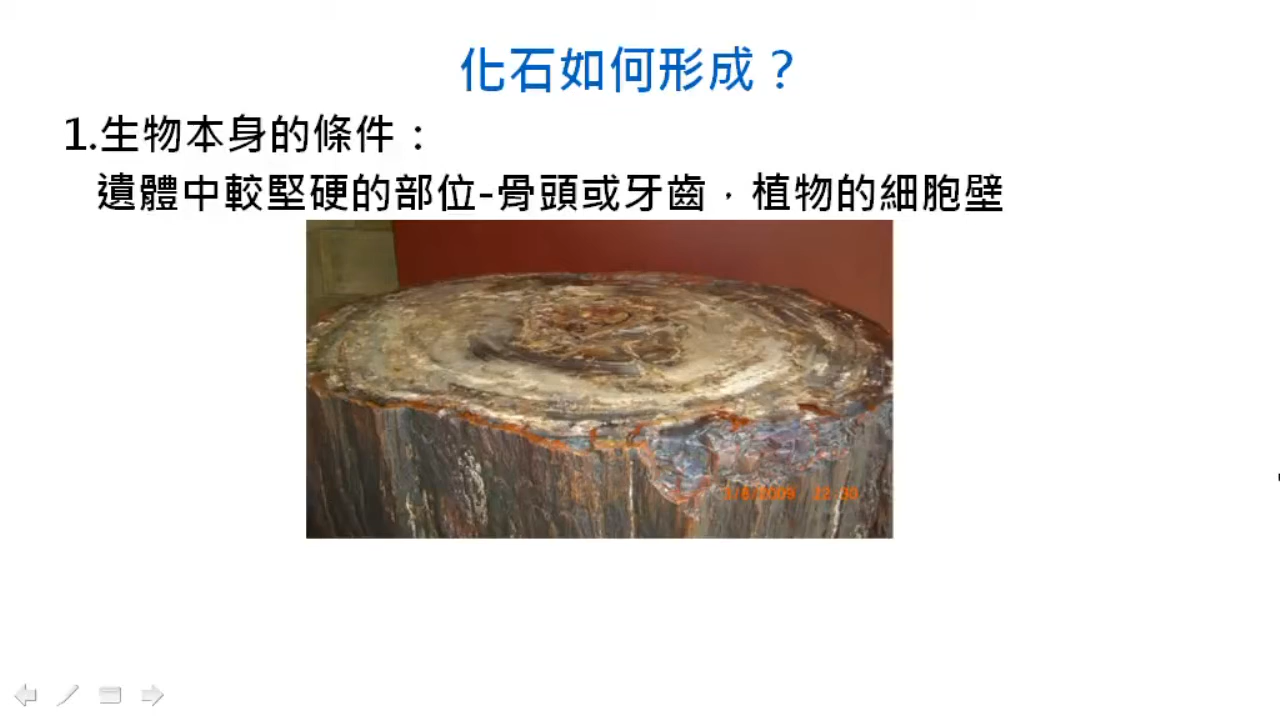 化石如何形成？
1.生物本身的條件：
遺體中較堅硬的部位-骨頭或牙齒，植物的細胞壁